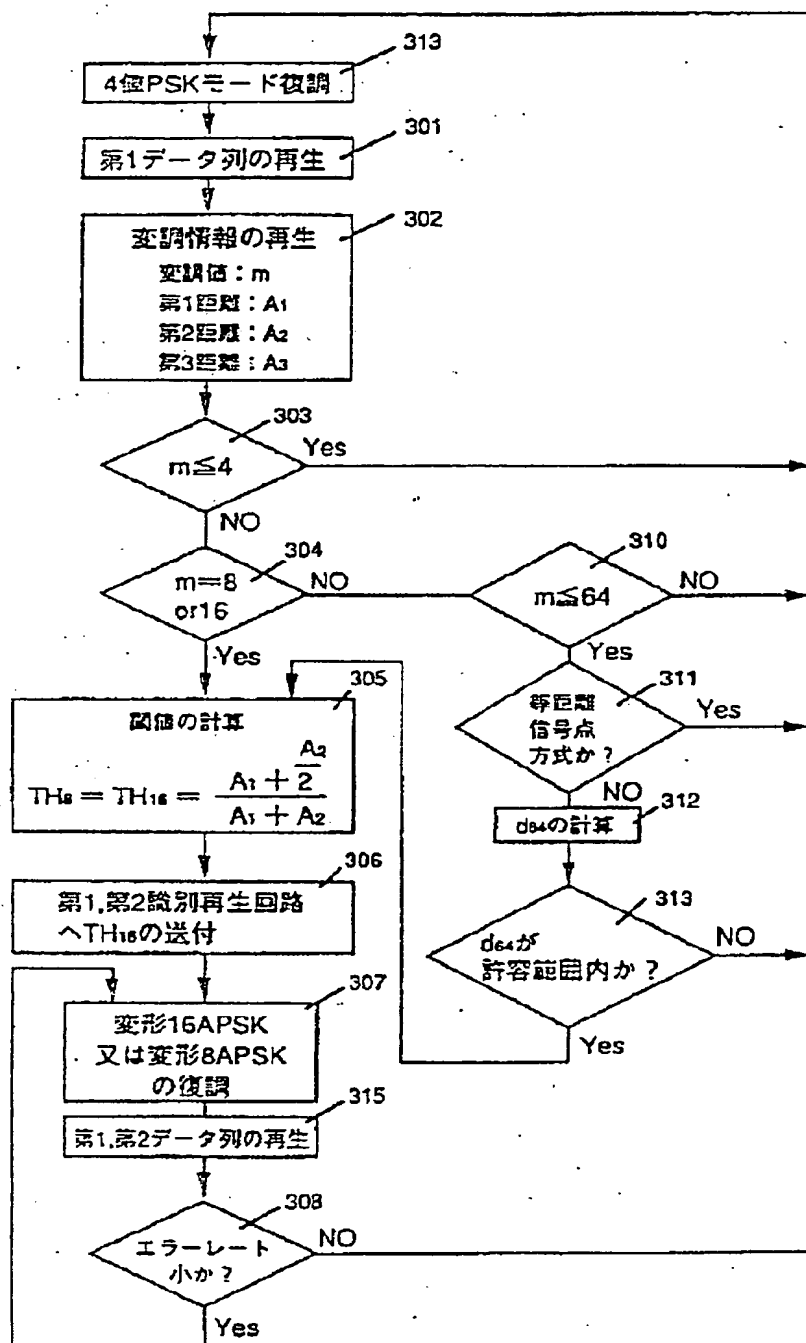 313
4値PSKモード復調
301
第1データ列の再生
302
変調情報の再生
変調値：m
第1距離：A1
第2距離：A2
第3距離：A3
303
m≦4
Yes
NO
304
m=8
or16
NO
Yes
310
m≦64
NO
Yes
305
閾値の計算
TH8 = TH16 = (A1 + A2/2) / (A1 + A2)
311
等距離
信号点
方式か？
Yes
NO
312
d64の計算
306
第1,第2識別再生回路
へTH16の送付
313
d64が
許容範囲内か？
NO
Yes
307
変形16APSK
又は変形8APSK
の復調
315
第1,第2データ列の再生
308
エラーレート
小か？
NO
Yes